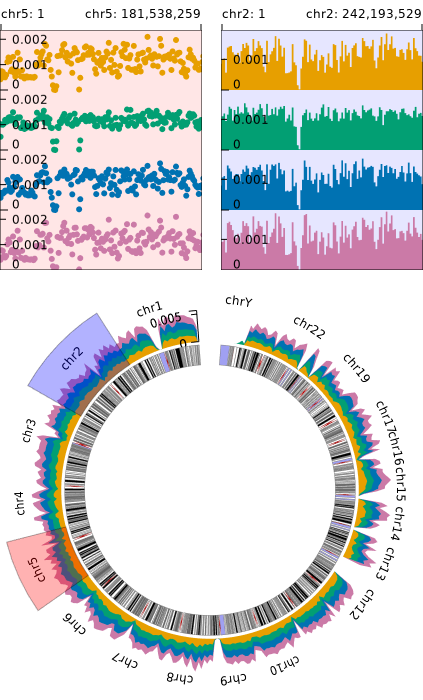 chr5: 1 chr5: 181,538,259 chr2: 1 chr2: 242,193,529
0.002
0.001 0.001
0 0
0.002
0.001 0.001
0 0
0.002
0.001 0.001
0 0
0.002
0.001 0.001
0 0
chr1
0.005
0
chrY
chr22
chr19
chr17
chr16
chr15
chr14
chr13
chr12
chr10
chr9
chr8
chr7
chr6
chr5
chr4
chr3
chr2